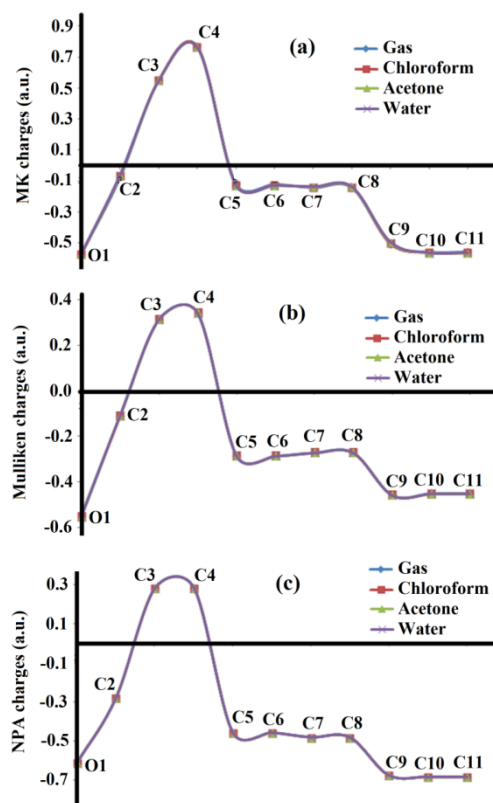 0.9
0.7
0.5
0.3
0.1
-0.1
-0.3
-0.5
MK charges (a.u.)
(a)
Gas
Chloroform
Acetone
Water
O1
C2
C3
C4
C5
C6
C7
C8
C9
C10
C11
0.4
0.2
0.0
-0.2
-0.4
-0.6
Mulliken charges (a.u.)
(b)
Gas
Chloroform
Acetone
Water
O1
C2
C3
C4
C5
C6
C7
C8
C9
C10
C11
0.3
0.1
-0.1
-0.3
-0.5
-0.7
NPA charges (a.u.)
(c)
Gas
Chloroform
Acetone
Water
O1
C2
C3
C4
C5
C6
C7
C8
C9
C10
C11